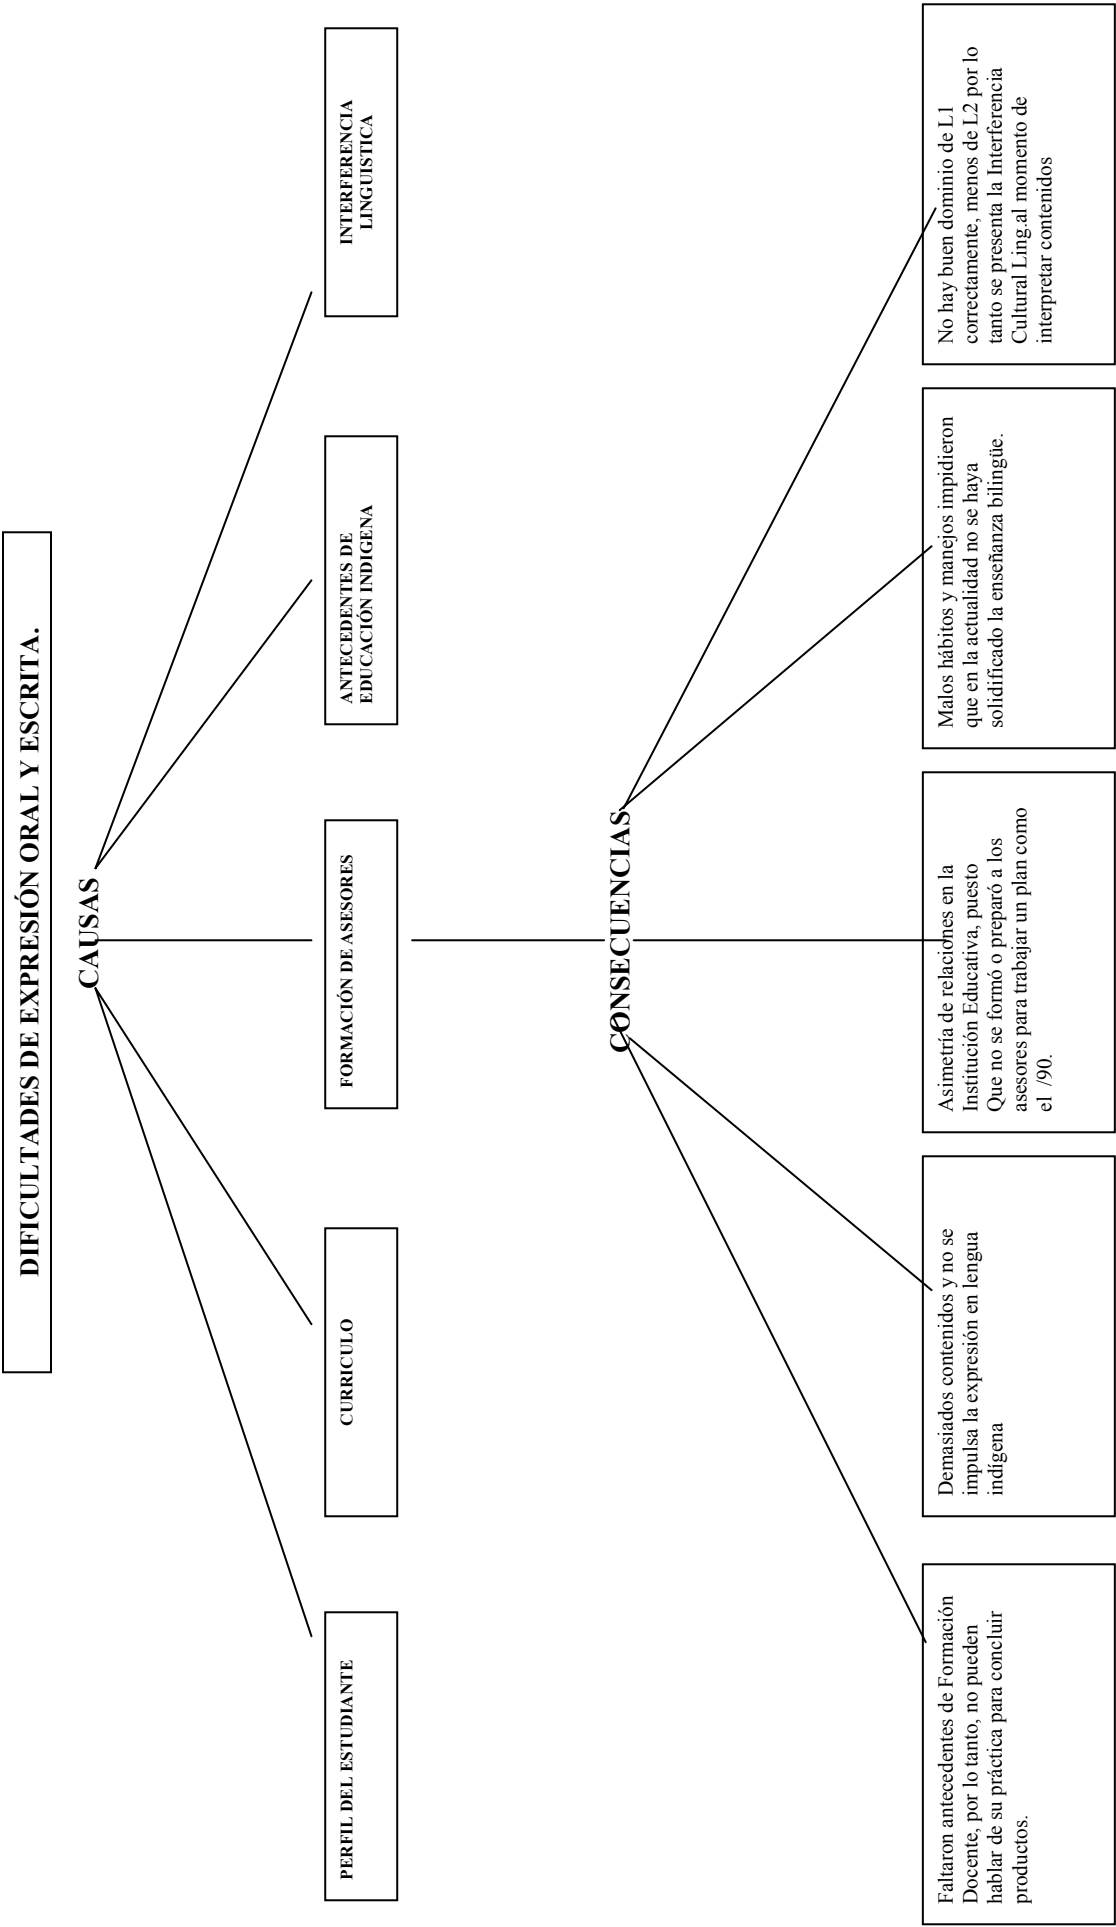 DIFICULTADES DE EXPRESIÓN ORAL Y ESCRITA.
CAUSAS
PERFIL DEL ESTUDIANTE
CURRICULO
FORMACIÓN DE ASESORES
ANTECEDENTES DE
EDUCACIÓN INDIGENA
INTERFERENCIA
LINGUISTICA
CONSECUENCIAS
Faltaron antecedentes de Formación
Docente, por lo tanto, no pueden
hablar de su práctica para concluir
productos.
Demasiados contenidos y no se
impulsa la expresión en lengua
indígena
Asimetría de relaciones en la
Institución Educativa, puesto
Que no se formó o preparó a los
asesores para trabajar un plan como
el /90.
Malos hábitos y manejos impidieron
que en la actualidad no se haya
solidificado la enseñanza bilingüe.
No hay buen dominio de L1
correctamente, menos de L2 por lo
tanto se presenta la Interferencia
Cultural Ling.al momento de
interpretar contenidos